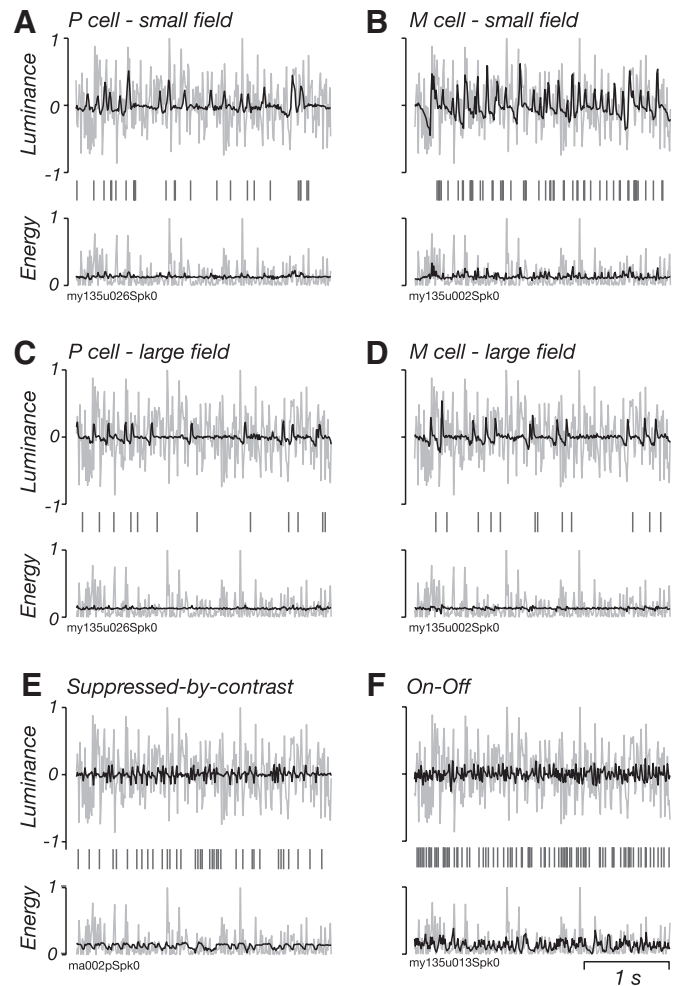 A P cell - small field
B M cell - small field
Luminance
1
0
-1
Energy
1
0
my135u026Spk0
my135u002Spk0
C P cell - large field
D M cell - large field
Luminance
1
0
-1
Energy
1
0
my135u026Spk0
my135u002Spk0
E Suppressed-by-contrast
F On-Off
Luminance
1
0
-1
Energy
1
0
ma002pSpk0
my135u013Spk0
1 s